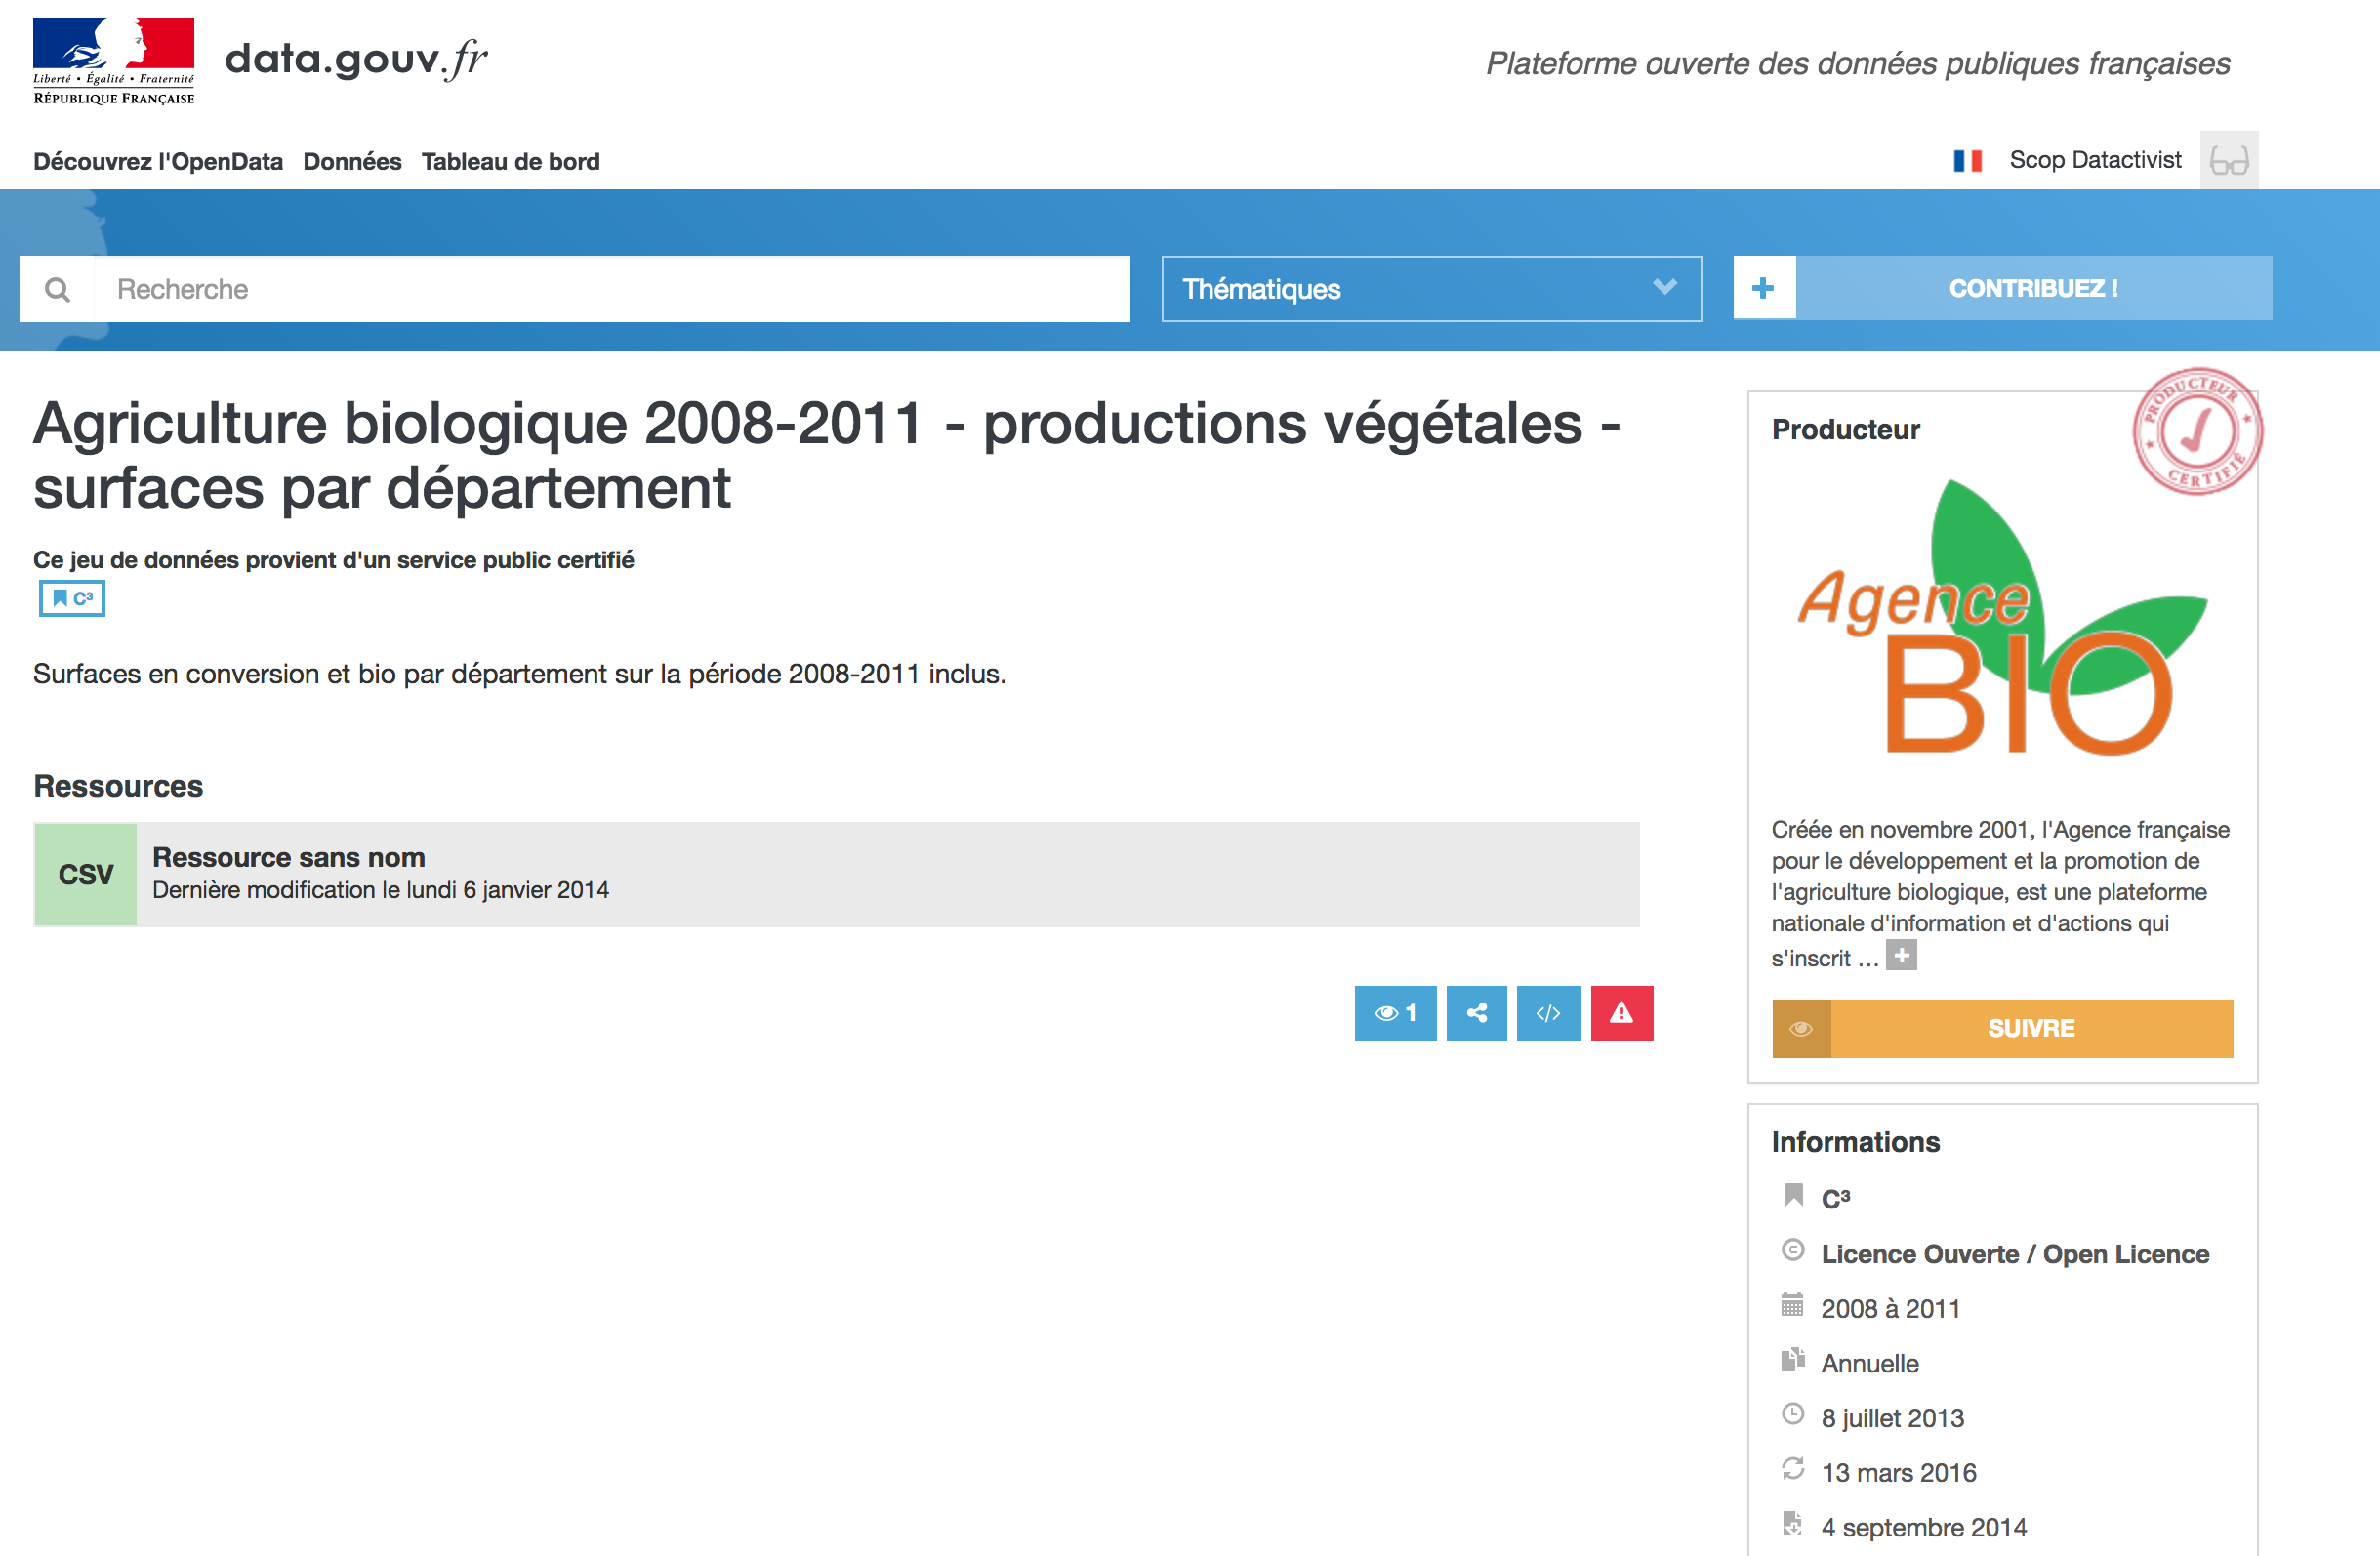 Liberté • Égalité • Fraternité
RÉPUBLIQUE FRANÇAISE
data.gouv.fr
Plateforme ouverte des données publiques françaises
Découvrez l'OpenData Données Tableau de bord
Scop Datactivist
Recherche
Thématiques
CONTRIBUEZ !
Agriculture biologique 2008-2011 - productions végétales -
surfaces par département
Ce jeu de données provient d'un service public certifié
C³
Surfaces en conversion et bio par département sur la période 2008-2011 inclus.
Ressources
CSV
Ressource sans nom
Dernière modification le lundi 6 janvier 2014
1
Producteur
PRODUCTEUR
CERTIFIÉ
Agence
BIO
Créée en novembre 2001, l'Agence française
pour le développement et la promotion de
l'agriculture biologique, est une plateforme
nationale d'information et d'actions qui
s'inscrit ...
SUIVRE
Informations
C³
Licence Ouverte / Open Licence
2008 à 2011
Annuelle
8 juillet 2013
13 mars 2016
4 septembre 2014